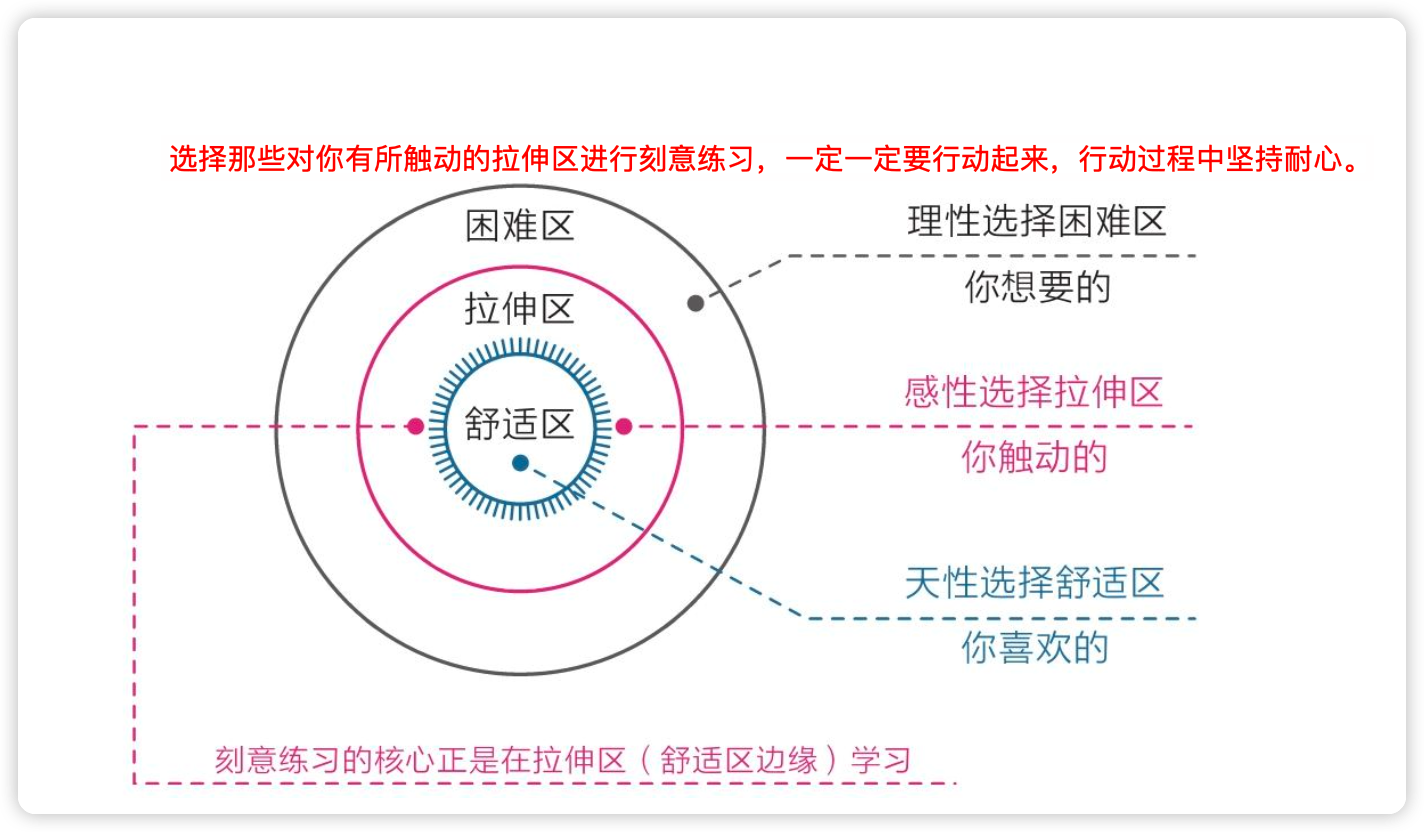 选择那些对你有所触动的拉伸区进行刻意练习，一定一定要行动起来，行动过程中坚持耐心。
困难区
理性选择困难区
你想要的
拉伸区
感性选择拉伸区
舒适区
你触动的
天性选择舒适区
你喜欢的
刻意练习的核心正是在拉伸区（舒适区边缘）学习